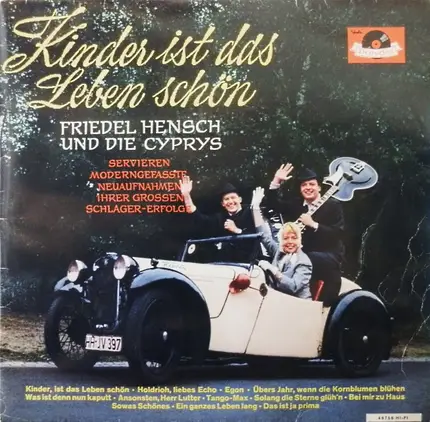 Kinder ist das
Leben schön
Polydor
FRIEDEL HENSCH
UND DIE CYPRYS
SERVIEREN
MODERNGEFASSTE
NEUAUFNAHMEN
IHRER GROSSEN
SCHLAGER-ERFOLGE
HH-JV 397
Kinder, ist das Leben schön · Holdrich, liebes Echo · Egon · Übers Jahr, wenn die Kornblumen blühen
Was ist denn nun kaputt · Ansonsten, Herr Lutter · Tango-Max · Solang die Sterne glüh'n · Bei mir zu Haus
Sowas Schönes · Ein ganzes Leben lang · Das ist ja prima